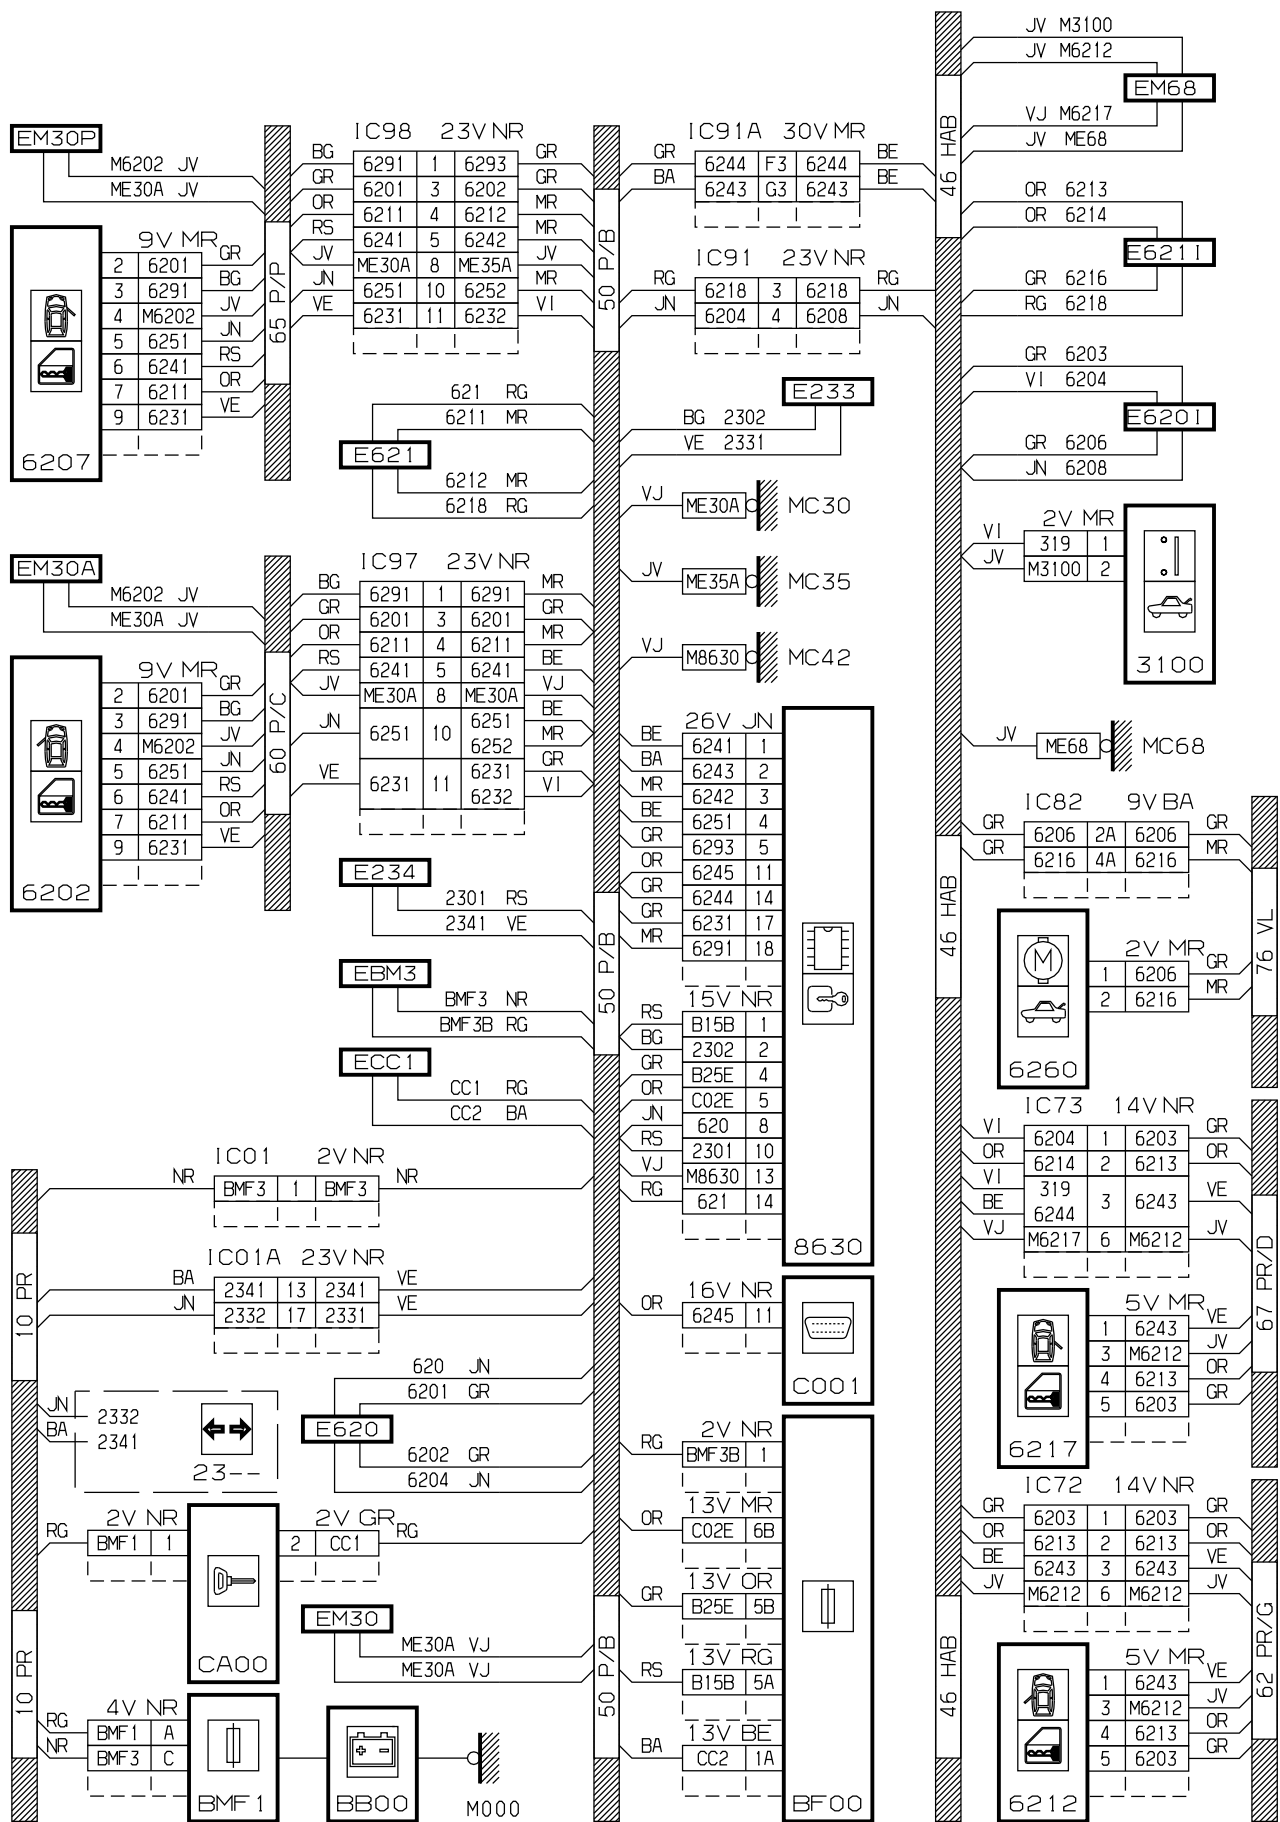 EM30P
M6202 JV
ME30A JV
9V MR
2 6201 GR
3 6291 BG
4 M6202 JV
5 6251 JN
6 6241 RS
7 6211 OR
9 6231 VE
6207
65 P/P
IC98 23V NR
BG 6291 1 6293 GR
GR 6201 3 6202 GR
OR 6211 4 6212 MR
RS 6241 5 6242 MR
JV ME30A 8 ME35A JV
JN 6251 10 6252 MR
VE 6231 11 6232 VI
621 RG
6211 MR
E621
6212 MR
6218 RG
EM30A
M6202 JV
ME30A JV
9V MR
2 6201 GR
3 6291 BG
4 M6202 JV
5 6251 JN
6 6241 RS
7 6211 OR
9 6231 VE
6202
60 P/C
IC97 23V NR
BG 6291 1 6291 MR
GR 6201 3 6201 GR
OR 6211 4 6211 MR
RS 6241 5 6241 BE
JV ME30A 8 ME30A VJ
JN 6251 10 6251 BE
6252 MR
VE 6231 11 6231 GR
6232 VI
E234
2301 RS
2341 VE
EBM3
BMF3 NR
BMF3B RG
ECC1
CC1 RG
CC2 BA
IC01 2V NR
NR BMF3 1 BMF3 NR
IC01A 23V NR
BA 2341 13 2341 VE
JN 2332 17 2331 VE
10 PR
JN 2332
BA 2341
23--
620 JN
6201 GR
E620
6202 GR
6204 JN
2V NR
RG BMF1 1
2V GR
2 CC1 RG
CA00
EM30
ME30A VJ
ME30A VJ
10 PR
4V NR
RG BMF1 A
NR BMF3 C
BMF1
BB00
M000
50 P/B
50 P/B
50 P/B
IC91A 30V MR
GR 6244 F3 6244 BE
BA 6243 G3 6243 BE
IC91 23V NR
RG 6218 3 6218 RG
JN 6204 4 6208 JN
E233
BG 2302
VE 2331
VJ ME30A MC30
JV ME35A MC35
VJ M8630 MC42
26V JN
BE 6241 1
BA 6243 2
MR 6242 3
BE 6251 4
GR 6293 5
OR 6245 11
GR 6244 14
GR 6231 17
MR 6291 18
15V NR
RS B15B 1
BG 2302 2
GR B25E 4
OR C02E 5
JN 620 8
RS 2301 10
VJ M8630 13
RG 621 14
8630
16V NR
OR 6245 11
C001
2V NR
RG BMF3B 1
13V MR
OR C02E 6B
13V OR
GR B25E 5B
13V RG
RS B15B 5A
13V BE
BA CC2 1A
BF00
46 HAB
46 HAB
46 HAB
JV M3100
JV M6212
EM68
VJ M6217
JV ME68
OR 6213
OR 6214
E621I
GR 6216
RG 6218
GR 6203
VI 6204
E620I
GR 6206
JN 6208
2V MR
VI 319 1
JV M3100 2
3100
JV ME68 MC68
IC82 9V BA
GR 6206 2A 6206 GR
GR 6216 4A 6216 MR
M
2V MR
1 6206 GR
2 6216 MR
6260
76 VL
IC73 14V NR
VI 6204 1 6203 GR
OR 6214 2 6213 OR
VI 319 3 6243 VE
BE 6244
VJ M6217 6 M6212 JV
5V MR
1 6243 VE
3 M6212 JV
4 6213 OR
5 6203 GR
6217
67 PR/D
IC72 14V NR
GR 6203 1 6203 GR
OR 6213 2 6213 OR
BE 6243 3 6243 VE
JV M6212 6 M6212 JV
5V MR
1 6243 VE
3 M6212 JV
4 6213 OR
5 6203 GR
6212
62 PR/G